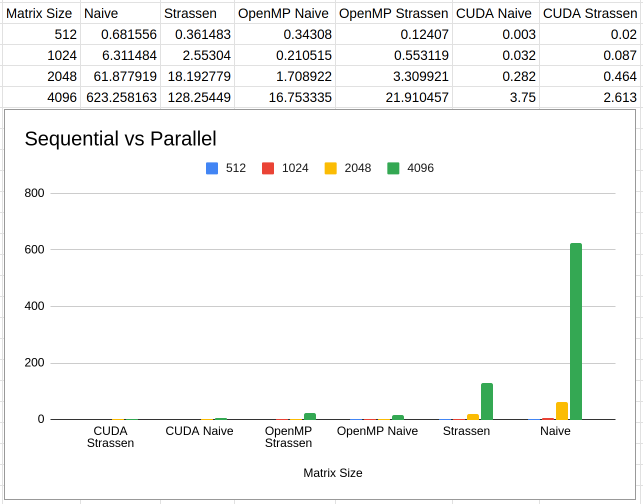 Matrix Size Naive Strassen OpenMP Naive OpenMP Strassen CUDA Naive CUDA Strassen
512 0.681556 0.361483 0.34308 0.12407 0.003 0.02
1024 6.311484 2.55304 0.210515 0.553119 0.032 0.087
2048 61.877919 18.192779 1.708922 3.309921 0.282 0.464
4096 623.258163 128.25449 16.753335 21.910457 3.75 2.613
Sequential vs Parallel
512 1024 2048 4096
800
600
400
200
0
CUDA Strassen
CUDA Naive
OpenMP Strassen
OpenMP Naive
Strassen
Naive
Matrix Size